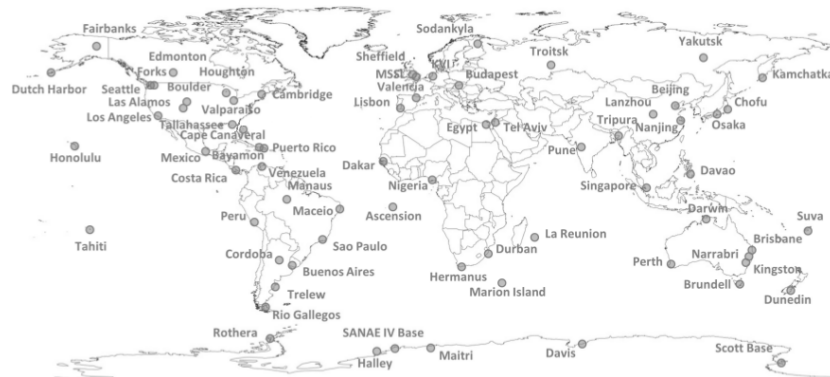 Fairbanks
Sodankyla
Edmonton
Sheffield
Troitsk
Yakutsk
Forks
Houghton
MSSL
KVI
Budapest
Kamchatka
Dutch Harbor
Seattle
Boulder
Cambridge
Valencia
Beijing
Los Alamos
Valparaiso
Lisbon
Lanzhou
Chofu
Los Angeles
Tallahassee
Egypt
Tel Aviv
Tripura
Nanjing
Osaka
Cape Canaveral
Honolulu
Mexico
Bayamon
Puerto Rico
Dakar
Pune
Costa Rica
Venezuela
Nigeria
Singapore
Davao
Manaus
Peru
Maceio
Ascension
Darwin
Suva
Tahiti
Sao Paulo
La Reunion
Brisbane
Cordoba
Durban
Perth
Narrabri
Buenos Aires
Hermanus
Kingston
Trelew
Marion Island
Brundell
Dunedin
Rio Gallegos
Rothera
SANAE IV Base
Halley
Maitri
Davis
Scott Base